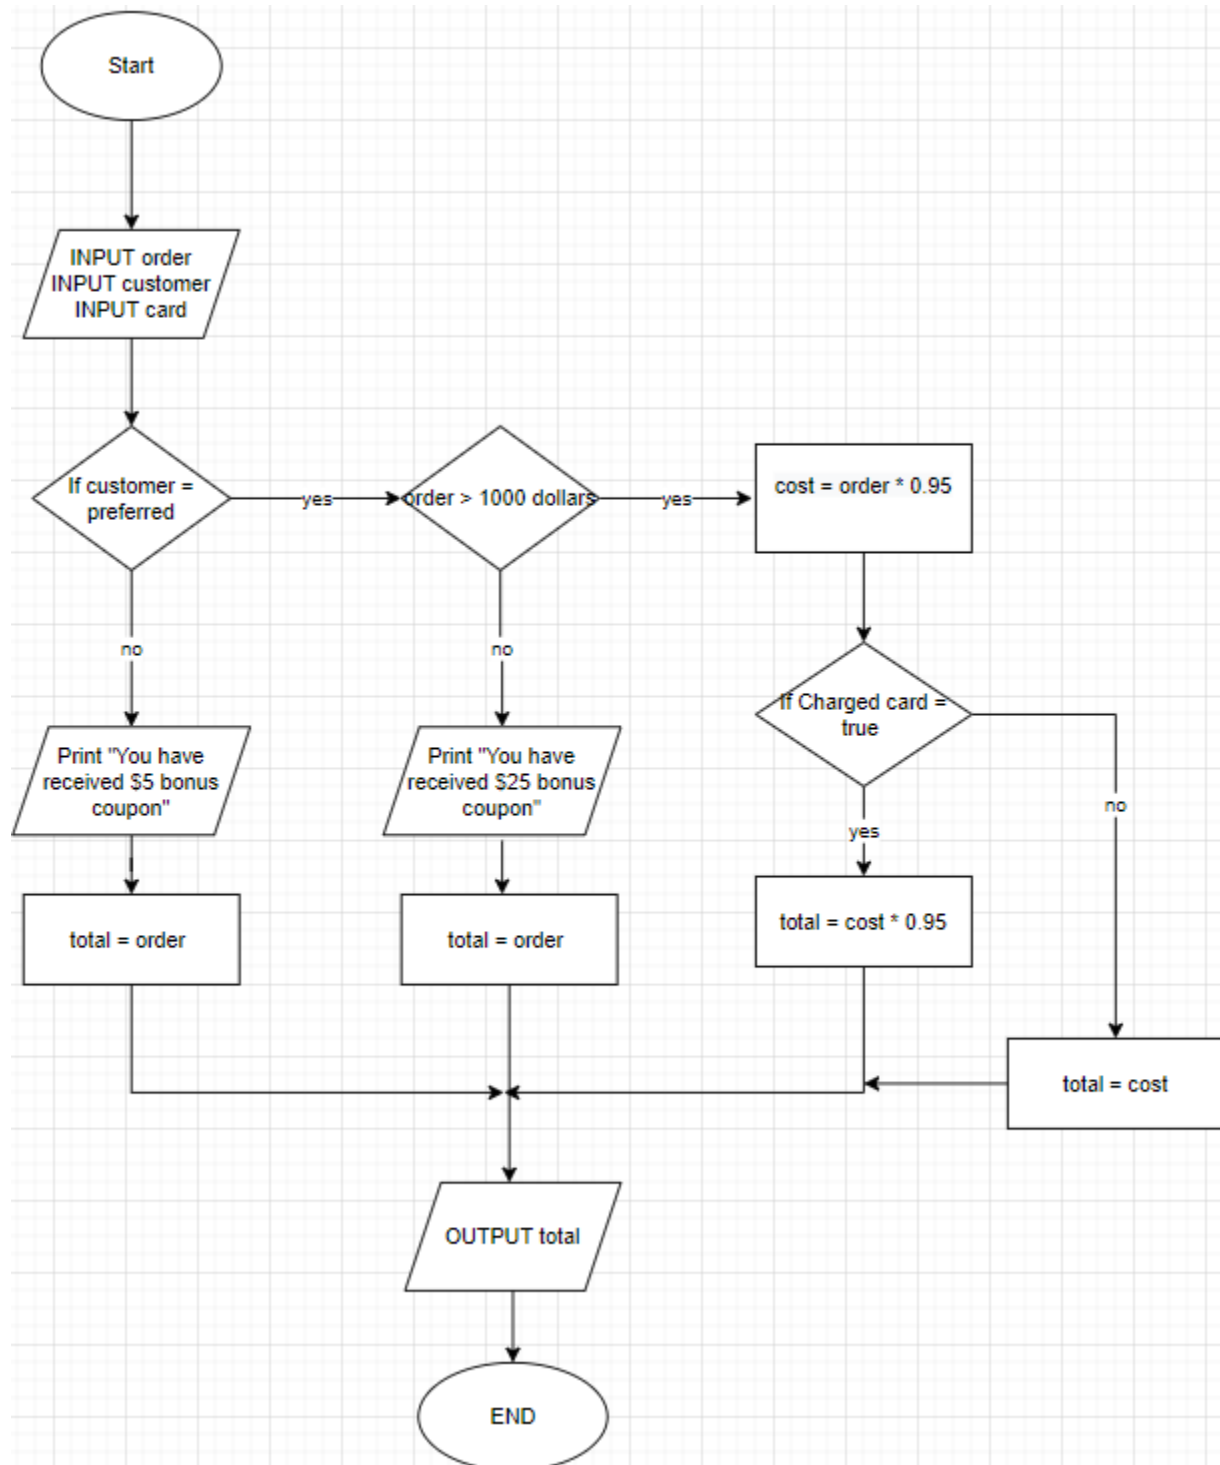 Start
INPUT order
INPUT customer
INPUT card
If customer =
preferred
yes
order > 1000 dollars
yes
cost = order * 0.95
no
no
If Charged card =
true
Print "You have
received $5 bonus
coupon"
Print "You have
received $25 bonus
coupon"
no
yes
total = order
total = order
total = cost * 0.95
total = cost
OUTPUT total
END